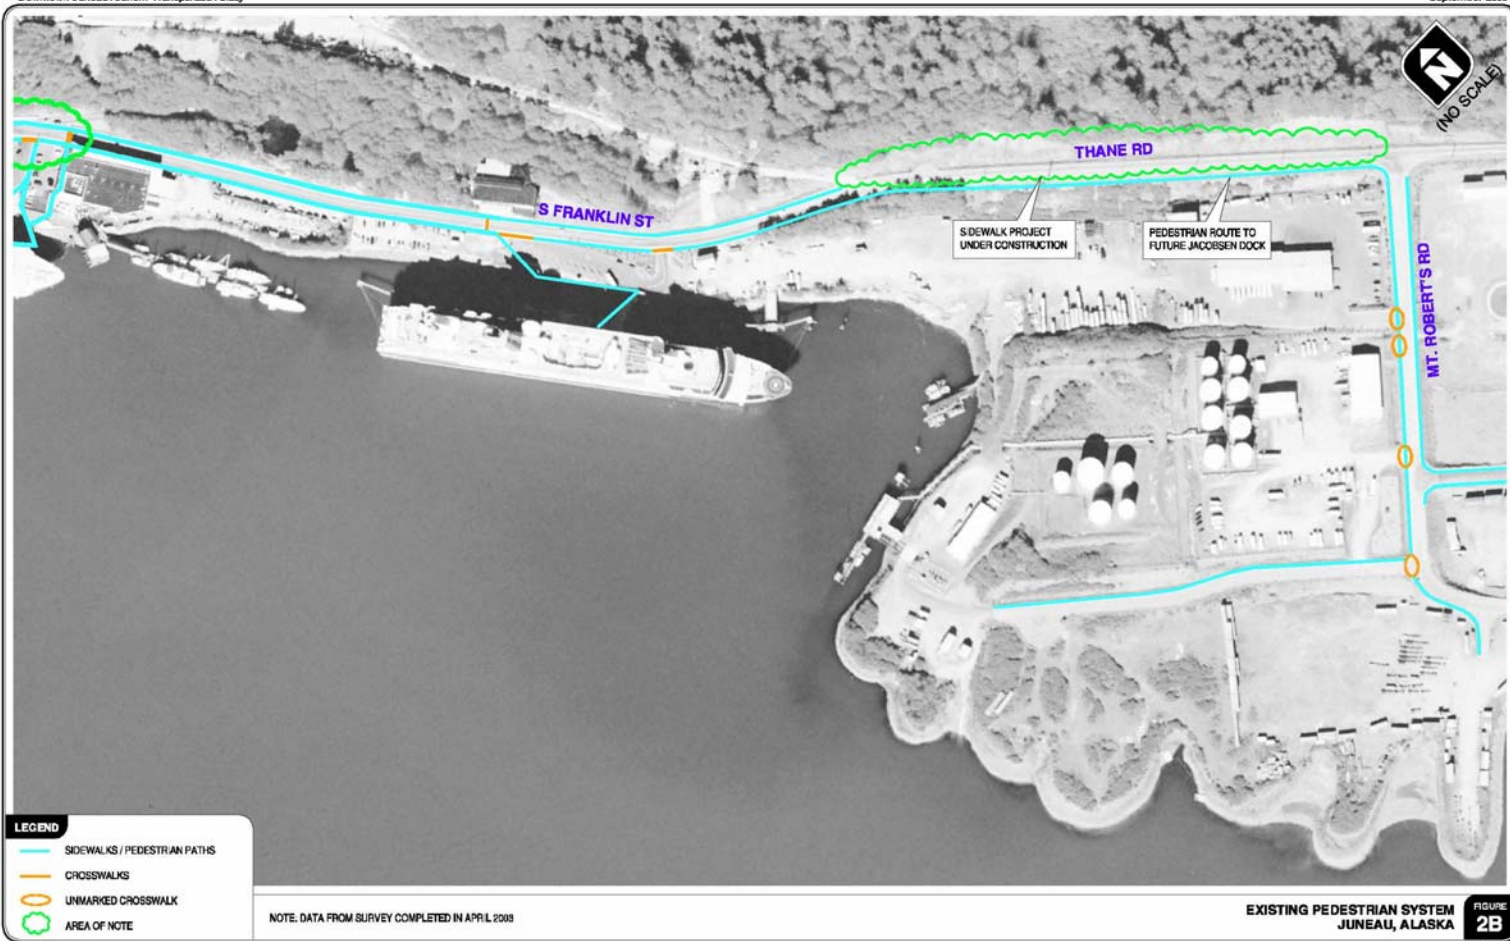 N
(NO SCALE)
THANE RD
S FRANKLIN ST
SIDEWALK PROJECT
UNDER CONSTRUCTION
PEDESTRIAN ROUTE TO
FUTURE JACOBSEN DOCK
MT. ROBERT'S RD
LEGEND
SIDEWALKS / PEDESTRIAN PATHS
CROSSWALKS
UNMARKED CROSSWALK
AREA OF NOTE
NOTE: DATA FROM SURVEY COMPLETED IN APRIL 2003
EXISTING PEDESTRIAN SYSTEM
JUNEAU, ALASKA
FIGURE
2B